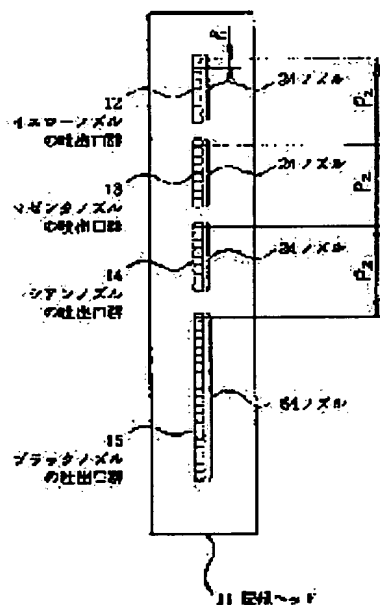 P1
12
イエローノズル
の吐出口群
24ノズル
P2
13
マゼンタノズル
の吐出口群
24ノズル
P2
14
シアンノズル
の吐出口群
24ノズル
P2
64ノズル
15
ブラックノズル
の吐出口群
11 記録ヘッド